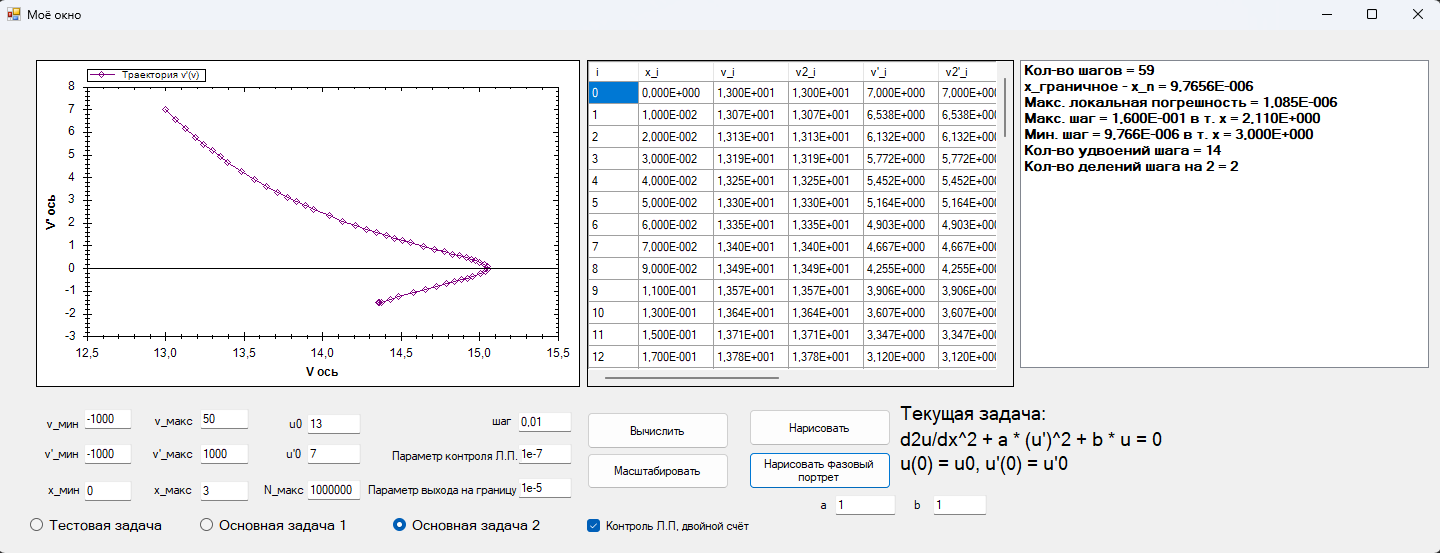 Моё окно
Траектория v'(v)
8
7
6
5
4
3
2
1
0
-1
-2
-3
V' ось
12,5 13,0 13,5 14,0 14,5 15,0 15,5
V ось
i x_i v_i v2_i v'_i v2'_i
0 0,000E+000 1,300E+001 1,300E+001 7,000E+000 7,000E+000
1 1,000E-002 1,307E+001 1,307E+001 6,538E+000 6,538E+000
2 2,000E-002 1,313E+001 1,313E+001 6,132E+000 6,132E+000
3 3,000E-002 1,319E+001 1,319E+001 5,772E+000 5,772E+000
4 4,000E-002 1,325E+001 1,325E+001 5,452E+000 5,452E+000
5 5,000E-002 1,330E+001 1,330E+001 5,164E+000 5,164E+000
6 6,000E-002 1,335E+001 1,335E+001 4,903E+000 4,903E+000
7 7,000E-002 1,340E+001 1,340E+001 4,667E+000 4,667E+000
8 9,000E-002 1,349E+001 1,349E+001 4,255E+000 4,255E+000
9 1,100E-001 1,357E+001 1,357E+001 3,906E+000 3,906E+000
10 1,300E-001 1,364E+001 1,364E+001 3,607E+000 3,607E+000
11 1,500E-001 1,371E+001 1,371E+001 3,347E+000 3,347E+000
12 1,700E-001 1,378E+001 1,378E+001 3,120E+000 3,120E+000
Кол-во шагов = 59
x_граничное - x_n = 9,7656E-006
Макс. локальная погрешность = 1,085E-006
Макс. шаг = 1,600E-001 в т. x = 2,110E+000
Мин. шаг = 9,766E-006 в т. x = 3,000E+000
Кол-во удвоений шага = 14
Кол-во делений шага на 2 = 2
v_мин -1000 v_макс 50 u0 13 шаг 0,01
v'_мин -1000 v'_макс 1000 u'0 7 Параметр контроля Л.П. 1e-7
x_мин 0 x_макс 3 N_макс 1000000 Параметр выхода на границу 1e-5
Вычислить
Масштабировать
Нарисовать
Нарисовать фазовый
портрет
Текущая задача:
d2u/dx^2 + a * (u')^2 + b * u = 0
u(0) = u0, u'(0) = u'0
a 1 b 1
Тестовая задача Основная задача 1 Основная задача 2 Контроль Л.П, двойной счёт